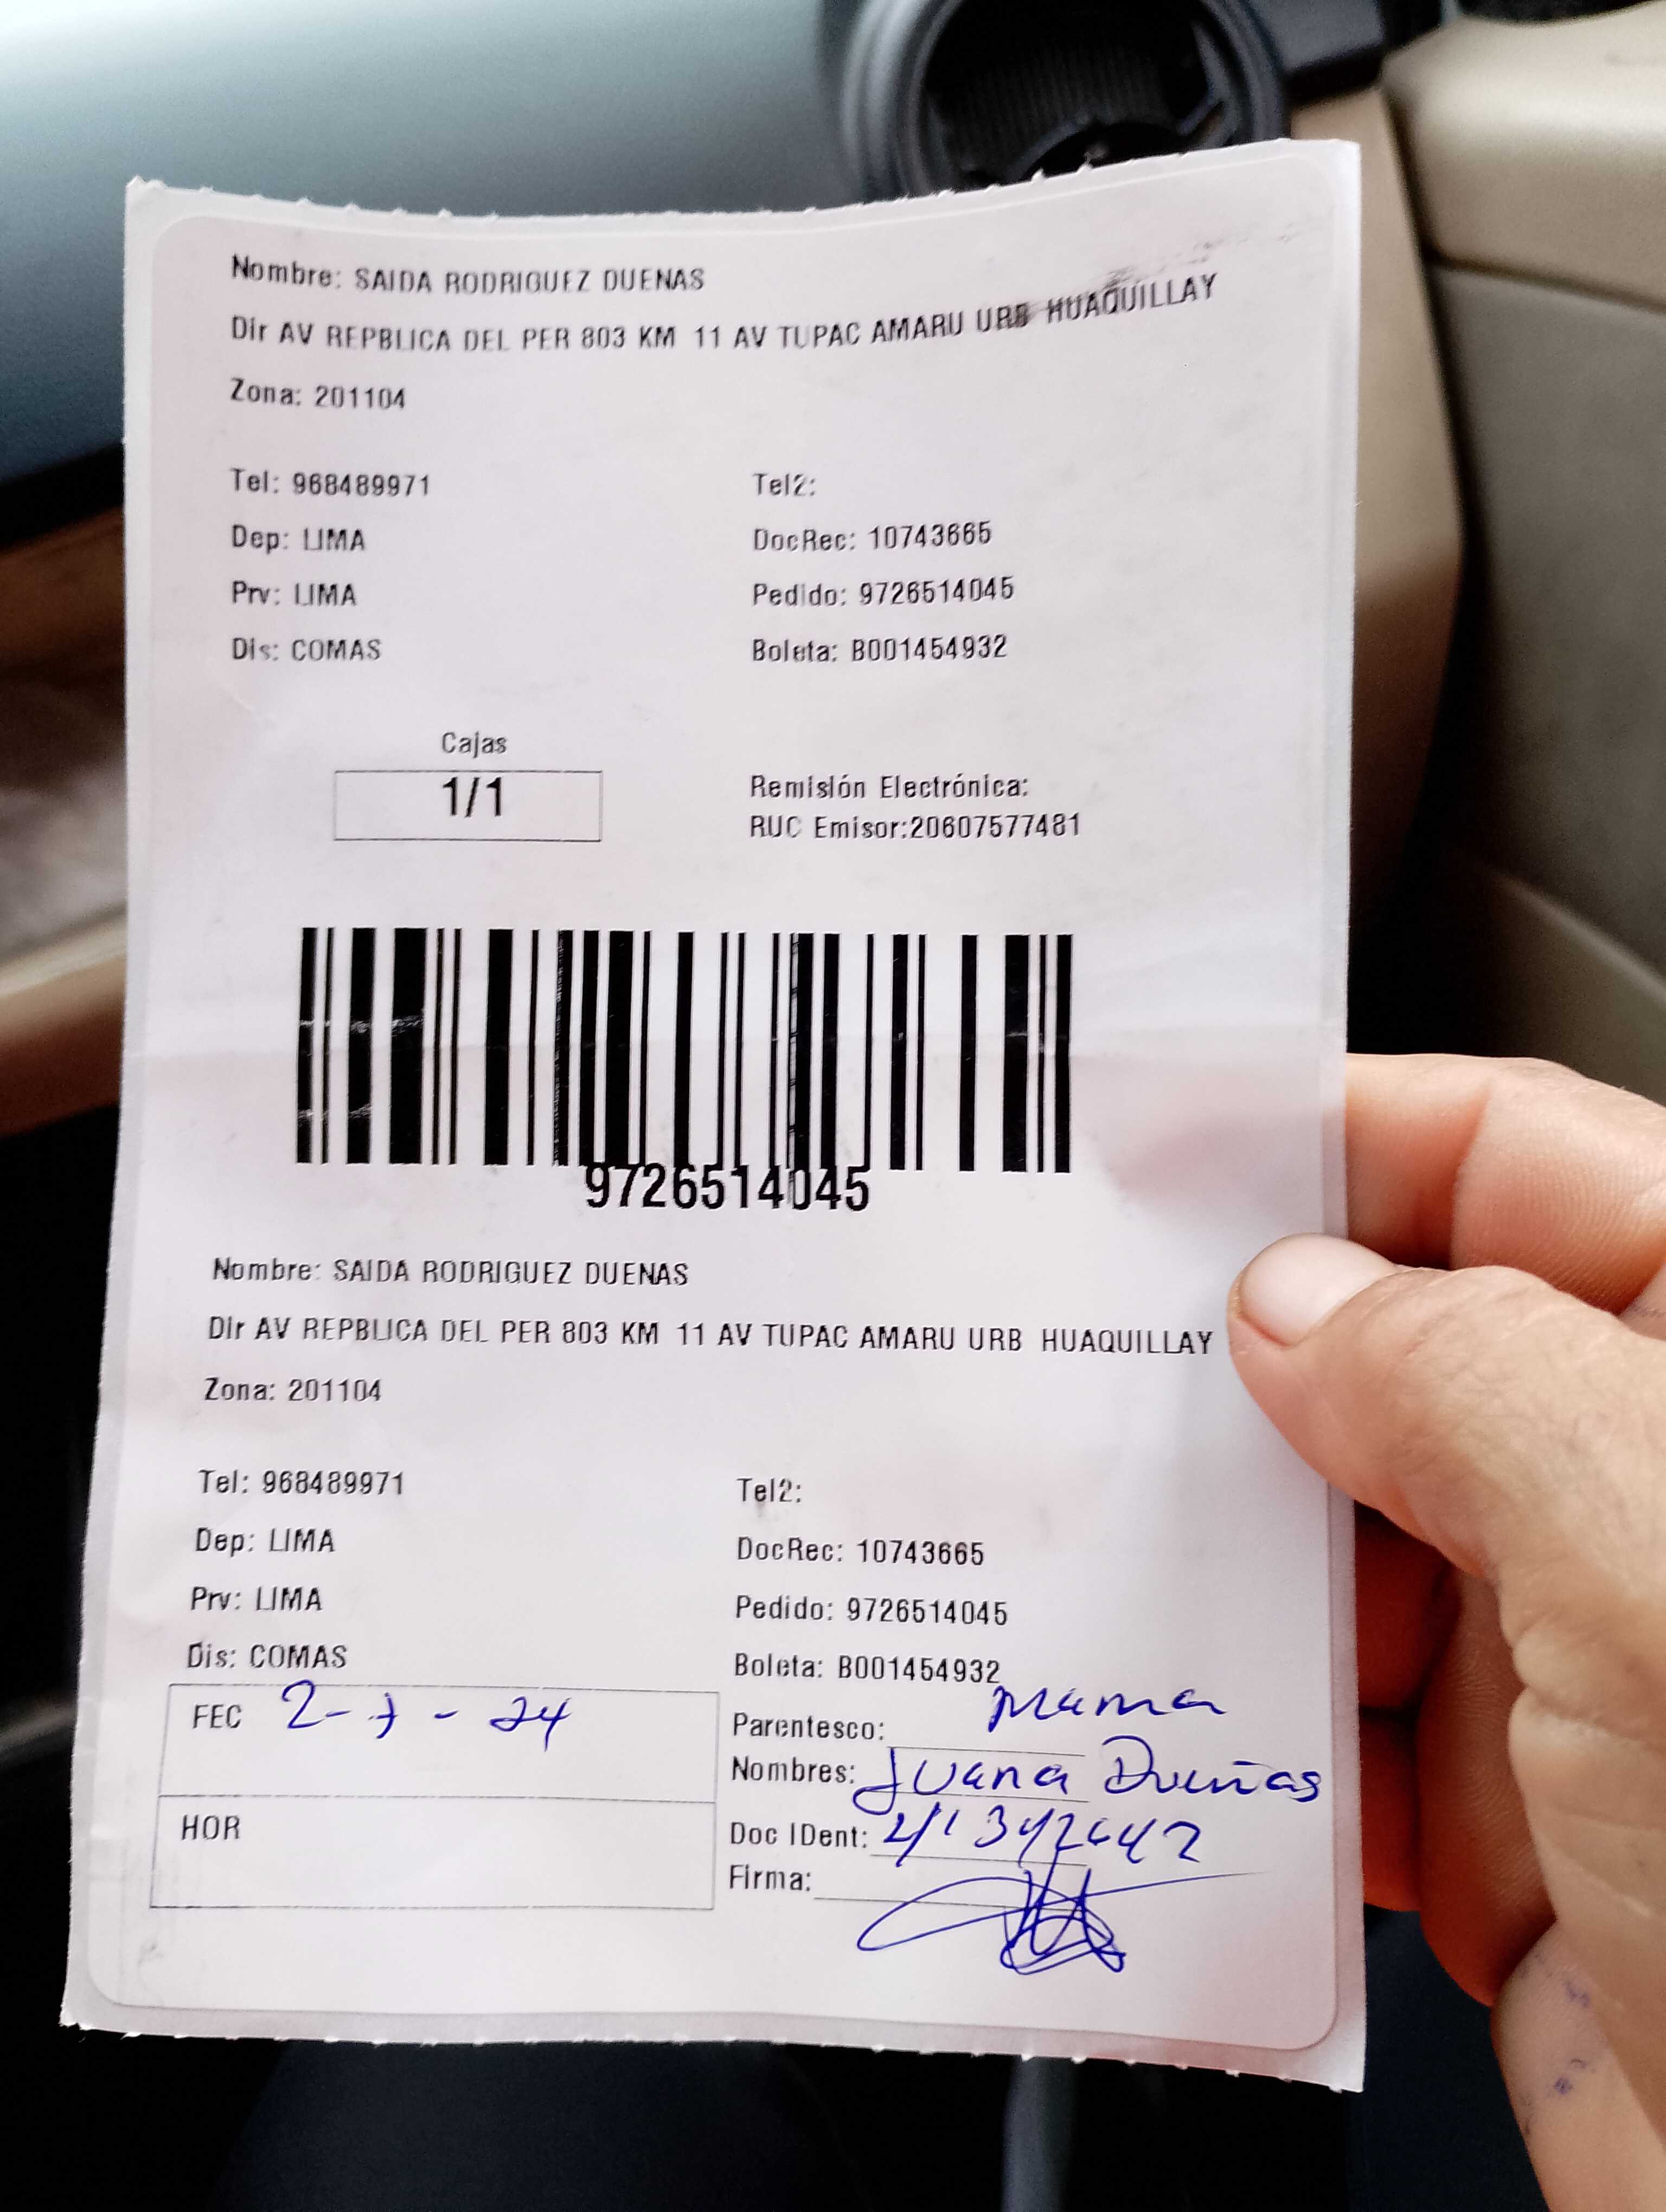 Nombre: SAIDA RODRIGUEZ DUENAS
Dir AV REPBLICA DEL PER 803 KM 11 AV TUPAC AMARU URB HUAQUILLAY
Zona: 201104
Tel: 968489971 Tel2:
Dep: LIMA DocRec: 10743665
Prv: LIMA Pedido: 9726514045
Dis: COMAS Boleta: B001454932
Cajas
1/1
Remisión Electrónica:
RUC Emisor:20607577481
9726514045
Nombre: SAIDA RODRIGUEZ DUENAS
Dir AV REPBLICA DEL PER 803 KM 11 AV TUPAC AMARU URB HUAQUILLAY
Zona: 201104
Tel: 968489971 Tel2:
Dep: LIMA DocRec: 10743665
Prv: LIMA Pedido: 9726514045
Dis: COMAS Boleta: B001454932
FEC 2-7-24
HOR
Parentesco: Mama
Nombres: Juana Dueñas
Doc IDent:
Firma: